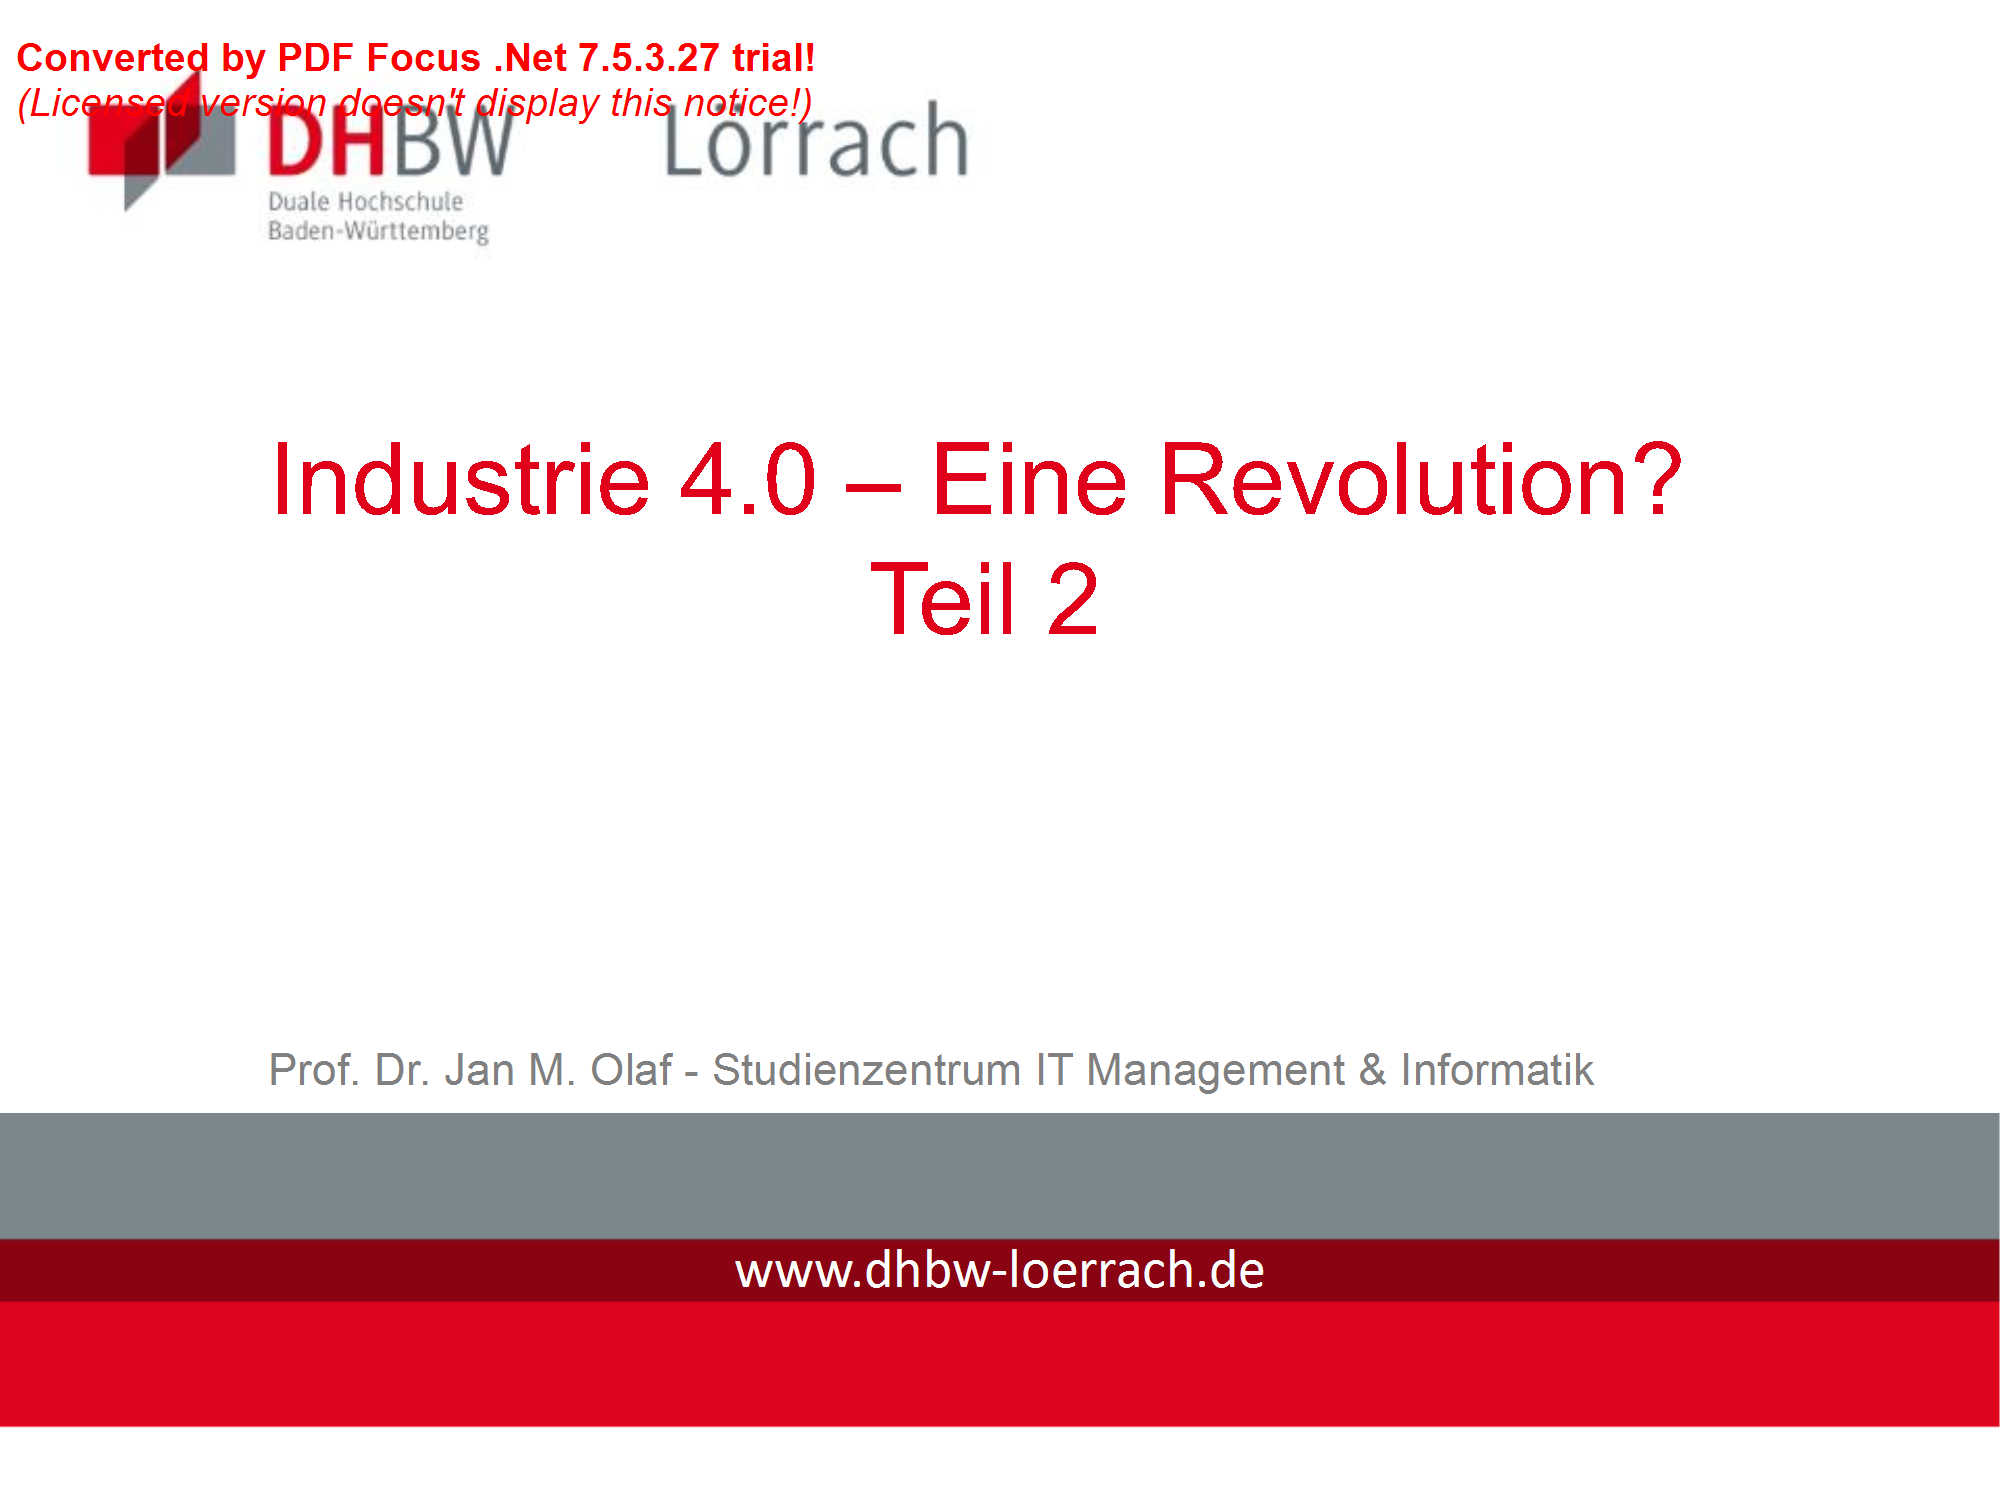 Converted by PDF Focus .Net 7.5.3.27 trial!
(Licensed version doesn't display this notice!)
DHBW Lörrach
Duale Hochschule
Baden-Württemberg
Industrie 4.0 – Eine Revolution?
Teil 2
Prof. Dr. Jan M. Olaf - Studienzentrum IT Management & Informatik
www.dhbw-loerrach.de